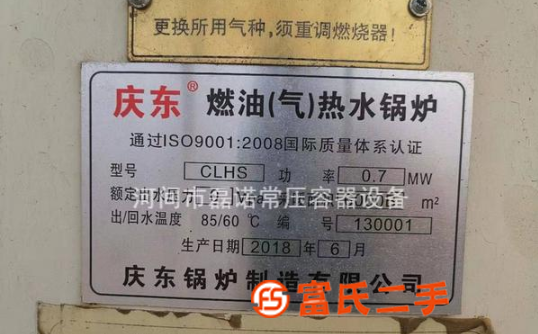 更换所用气种,须重调燃烧器!
庆东® 燃油(气)热水锅炉
通过ISO9001:2008国际质量体系认证
型号 CLHS 功率 0.7 MW
额定 m²
河间市磊诺常压容器设备
出/回水温度 85/60℃ 编号 130001
生产日期 2018 年 6 月
庆东锅炉制造有限公司
富氏二手